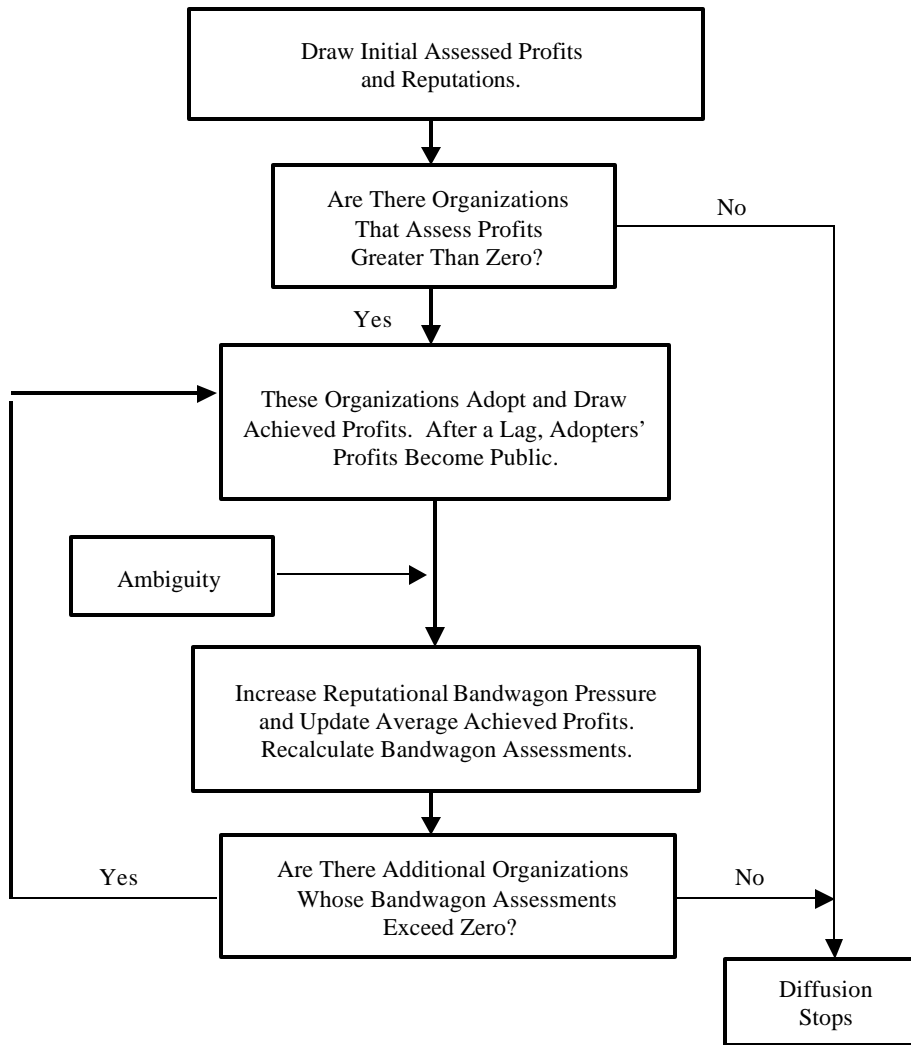 Draw Initial Assessed Profits
and Reputations.
Are There Organizations
That Assess Profits
Greater Than Zero?
No
Yes
These Organizations Adopt and Draw
Achieved Profits.  After a Lag, Adopters’
Profits Become Public.
Ambiguity
Increase Reputational Bandwagon Pressure
and Update Average Achieved Profits.
Recalculate Bandwagon Assessments.
Yes
Are There Additional Organizations
Whose Bandwagon Assessments
Exceed Zero?
No
Diffusion
Stops